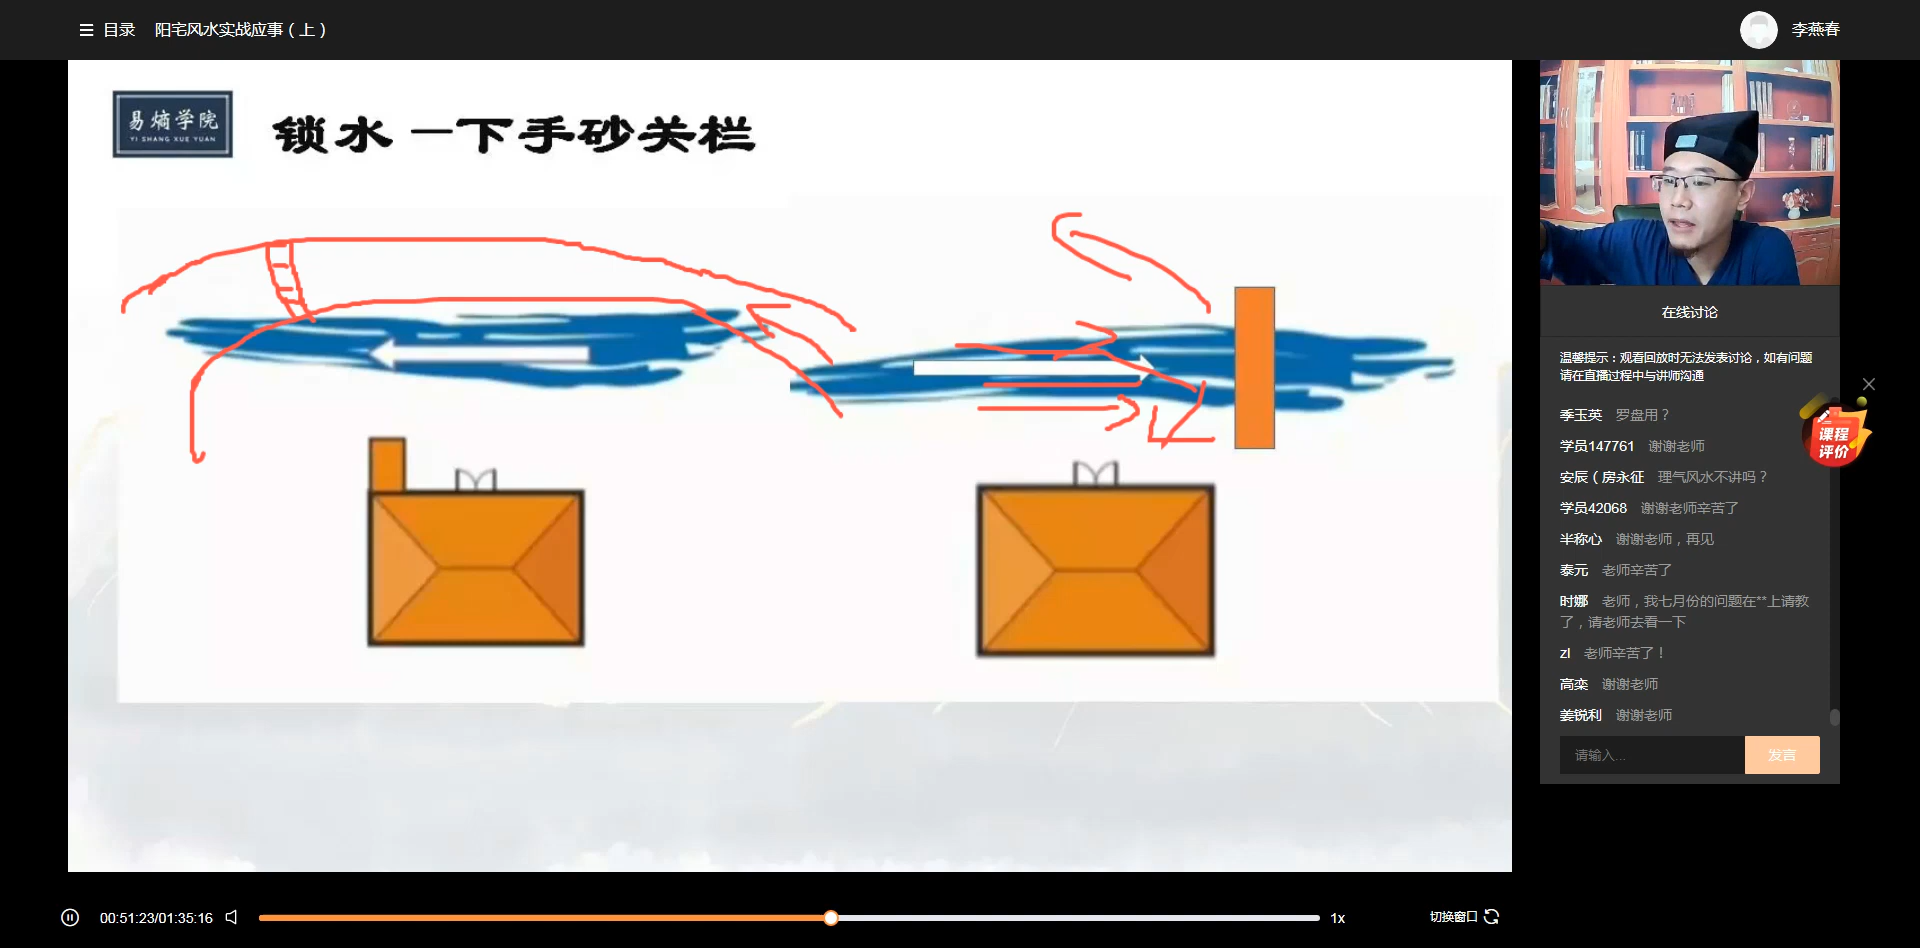 目录 阳宅风水实战应事（上）
李燕春
易熵学院
YI SHANG XUE YUAN
锁水—下手砂关栏
在线讨论
温馨提示：观看回放时无法发表讨论，如有问题
请在直播过程中与讲师沟通
课程
评价
季玉英 罗盘用？
学员147761 谢谢老师
安辰（房永征 理气风水不讲吗？
学员42068 谢谢老师辛苦了
半称心 谢谢老师，再见
泰元 老师辛苦了
时娜 老师，我七月份的问题在**上请教
了，请老师去看一下
zl 老师辛苦了！
高栾 谢谢老师
姜锐利 谢谢老师
请输入... 发言
00:51:23/01:35:16 1x 切换窗口